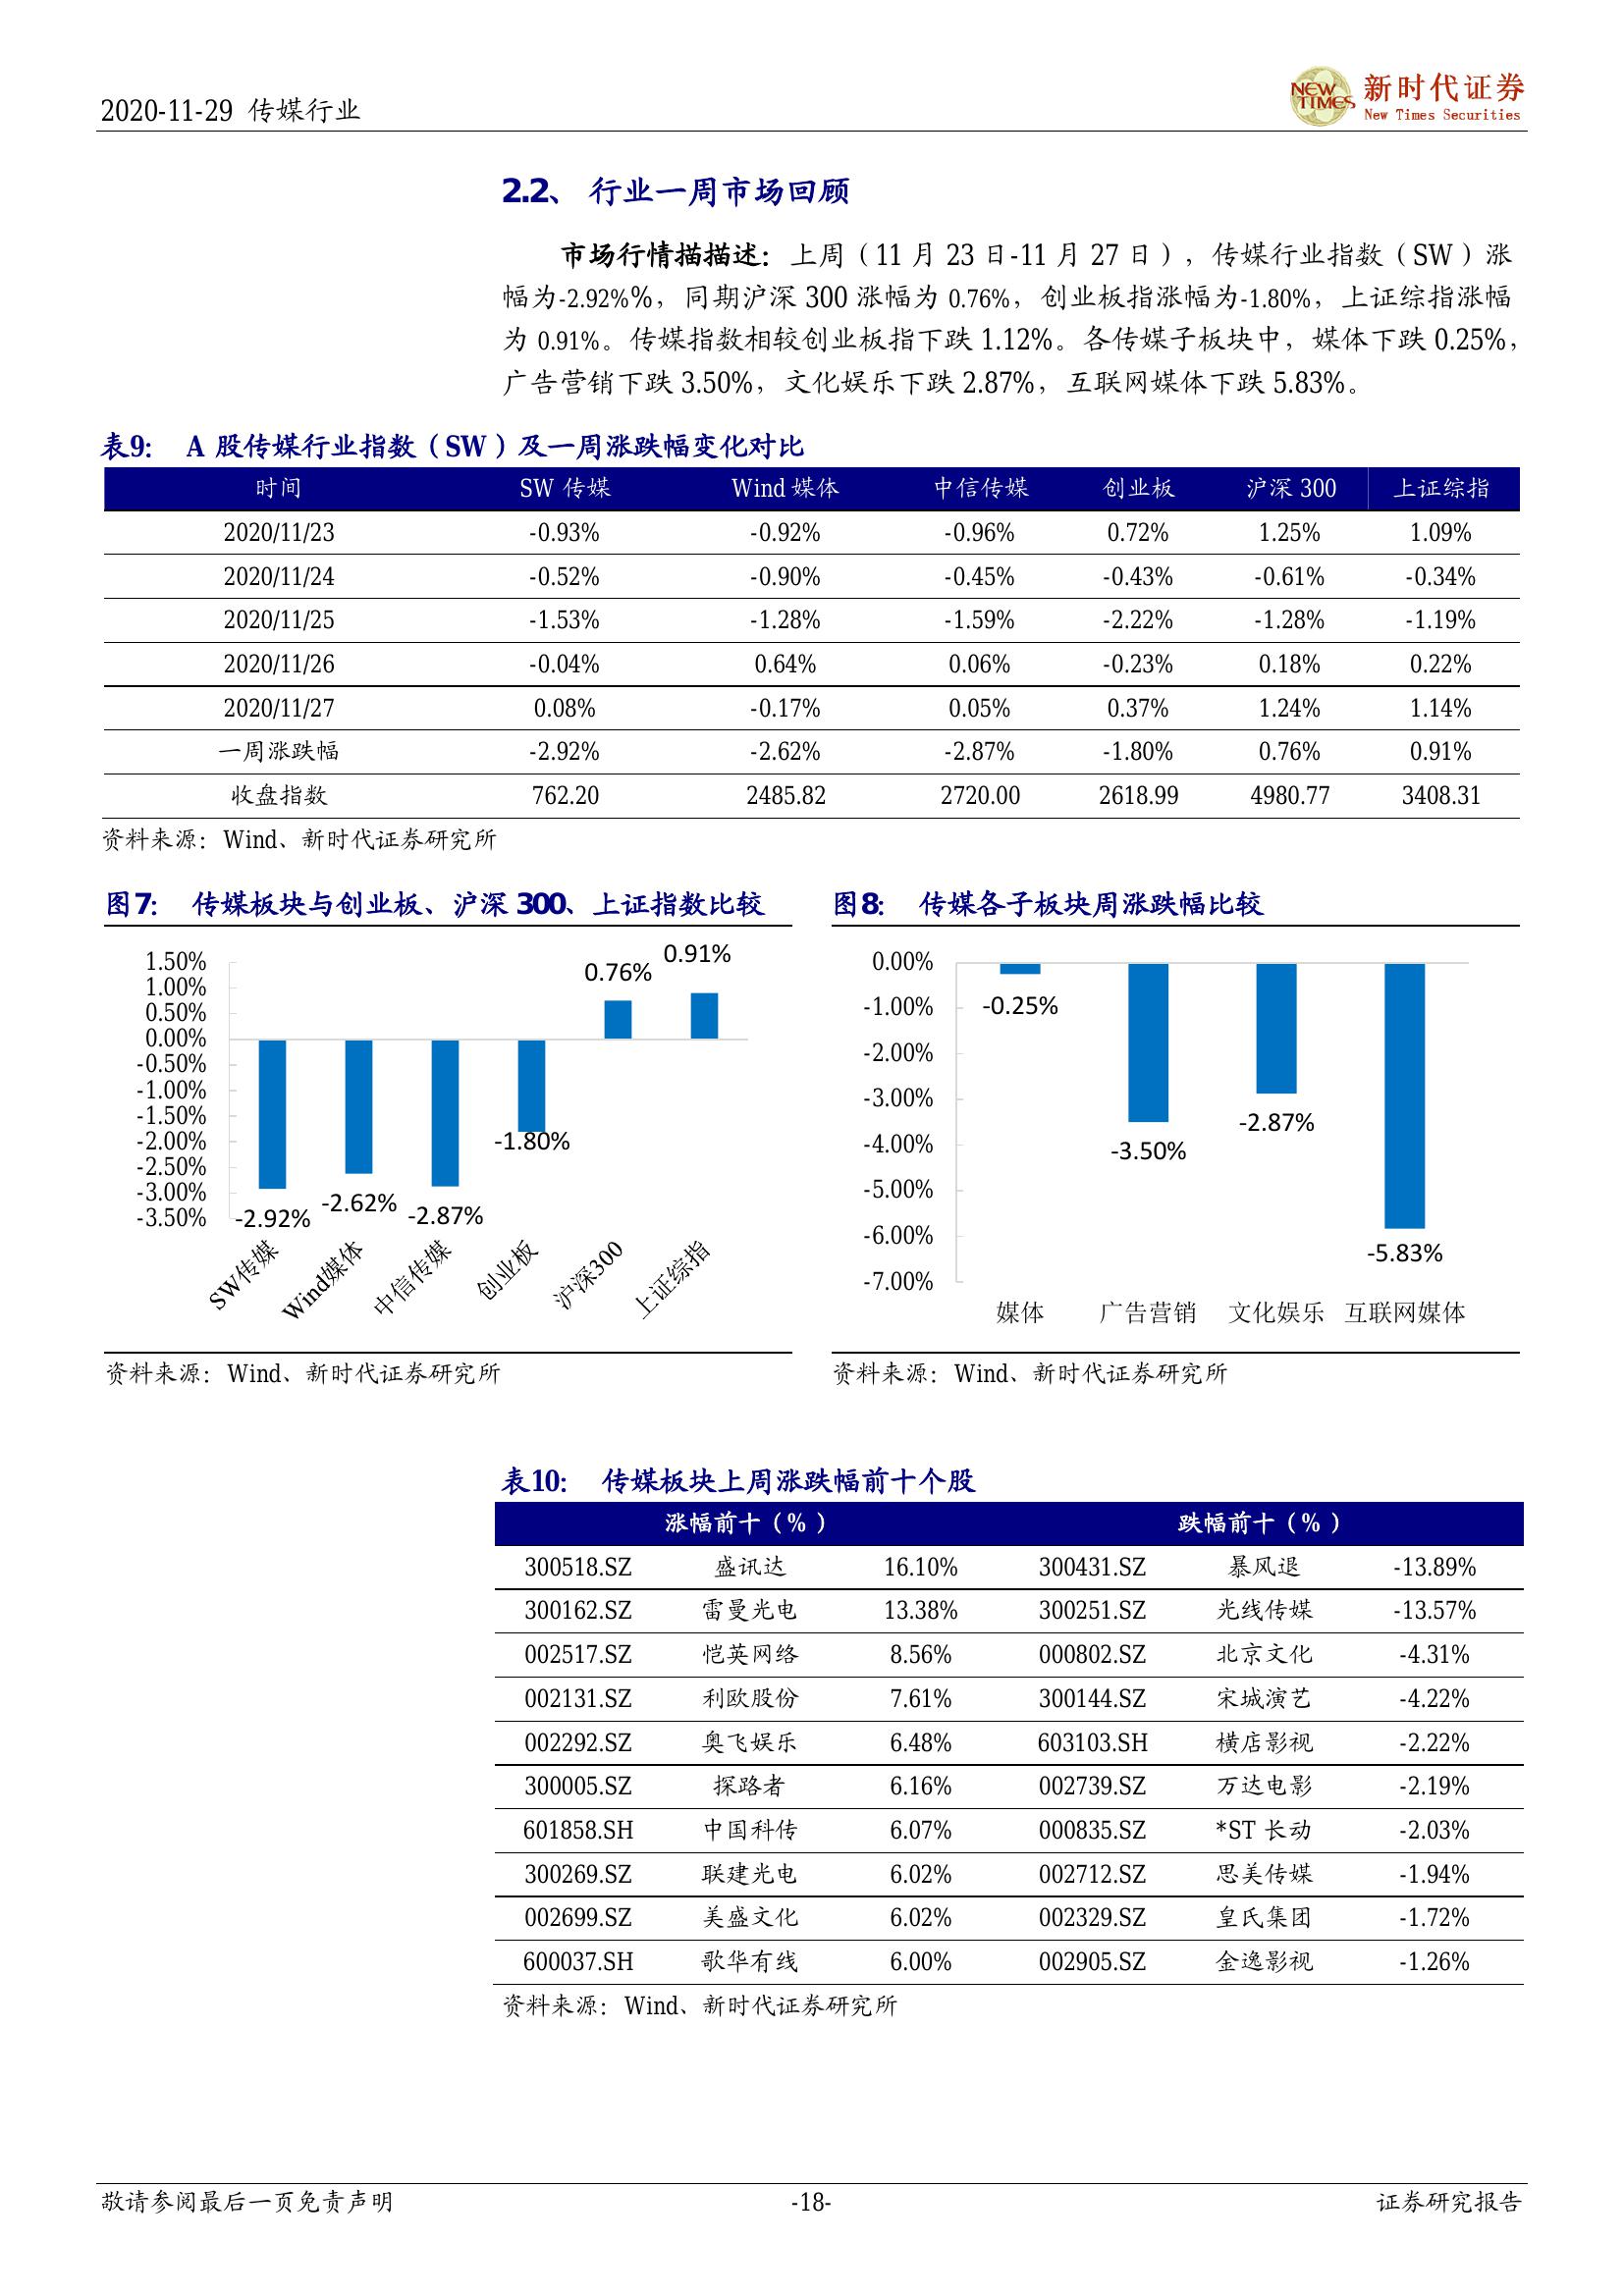 2020-11-29 传媒行业
NEW TIMES
新时代证券
New Times Securities
2.2、 行业一周市场回顾
市场行情描描述：上周（11 月 23 日-11 月 27 日），传媒行业指数（SW）涨
幅为-2.92%%，同期沪深 300 涨幅为 0.76%，创业板指涨幅为-1.80%，上证综指涨幅
为 0.91%。传媒指数相较创业板指下跌 1.12%。各传媒子板块中，媒体下跌 0.25%，
广告营销下跌 3.50%，文化娱乐下跌 2.87%，互联网媒体下跌 5.83%。
表9： A 股传媒行业指数（SW）及一周涨跌幅变化对比
时间 SW 传媒 Wind 媒体 中信传媒 创业板 沪深 300 上证综指
2020/11/23 -0.93% -0.92% -0.96% 0.72% 1.25% 1.09%
2020/11/24 -0.52% -0.90% -0.45% -0.43% -0.61% -0.34%
2020/11/25 -1.53% -1.28% -1.59% -2.22% -1.28% -1.19%
2020/11/26 -0.04% 0.64% 0.06% -0.23% 0.18% 0.22%
2020/11/27 0.08% -0.17% 0.05% 0.37% 1.24% 1.14%
一周涨跌幅 -2.92% -2.62% -2.87% -1.80% 0.76% 0.91%
收盘指数 762.20 2485.82 2720.00 2618.99 4980.77 3408.31
资料来源：Wind、新时代证券研究所
图7： 传媒板块与创业板、沪深 300、上证指数比较
1.50%
1.00%
0.50%
0.00%
-0.50%
-1.00%
-1.50%
-2.00%
-2.50%
-3.00%
-3.50%
-2.92%
-2.62%
-2.87%
-1.80%
0.76%
0.91%
SW传媒
Wind媒体
中信传媒
创业板
沪深300
上证综指
资料来源：Wind、新时代证券研究所
图8： 传媒各子板块周涨跌幅比较
0.00%
-1.00%
-2.00%
-3.00%
-4.00%
-5.00%
-6.00%
-7.00%
-0.25%
-3.50%
-2.87%
-5.83%
媒体 广告营销 文化娱乐 互联网媒体
资料来源：Wind、新时代证券研究所
表10： 传媒板块上周涨跌幅前十个股
涨幅前十（%） 跌幅前十（%）
300518.SZ 盛讯达 16.10% 300431.SZ 暴风退 -13.89%
300162.SZ 雷曼光电 13.38% 300251.SZ 光线传媒 -13.57%
002517.SZ 恺英网络 8.56% 000802.SZ 北京文化 -4.31%
002131.SZ 利欧股份 7.61% 300144.SZ 宋城演艺 -4.22%
002292.SZ 奥飞娱乐 6.48% 603103.SH 横店影视 -2.22%
300005.SZ 探路者 6.16% 002739.SZ 万达电影 -2.19%
601858.SH 中国科传 6.07% 000835.SZ *ST 长动 -2.03%
300269.SZ 联建光电 6.02% 002712.SZ 思美传媒 -1.94%
002699.SZ 美盛文化 6.02% 002329.SZ 皇氏集团 -1.72%
600037.SH 歌华有线 6.00% 002905.SZ 金逸影视 -1.26%
资料来源：Wind、新时代证券研究所
敬请参阅最后一页免责声明 -18- 证券研究报告